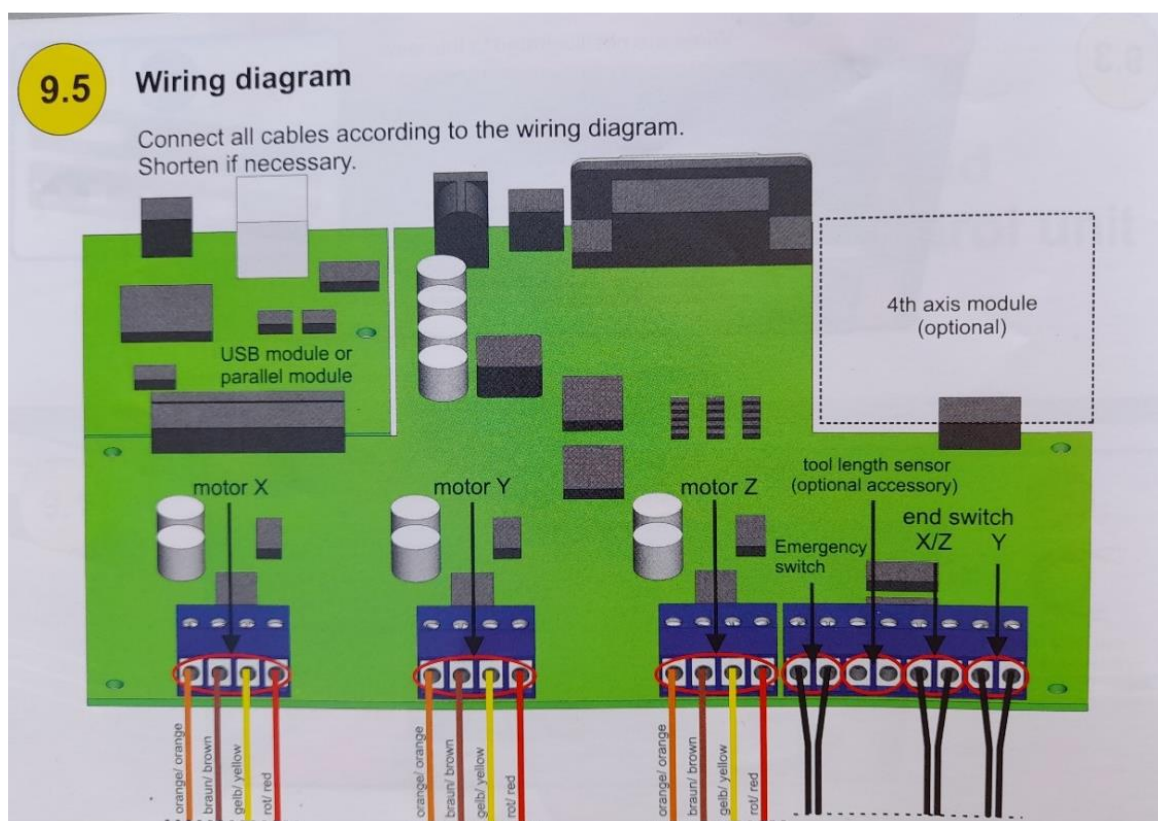 9.5
Wiring diagram
Connect all cables according to the wiring diagram.
Shorten if necessary.
4th axis module
(optional)
USB module or
parallel module
motor X
motor Y
motor Z
tool length sensor
(optional accessory)
end switch
X/Z Y
Emergency
switch
orange/ orange
braun/ brown
gelb/ yellow
rot/ red
orange/ orange
braun/ brown
gelb/ yellow
rot/ red
orange/ orange
braun/ brown
gelb/ yellow
rot/ red